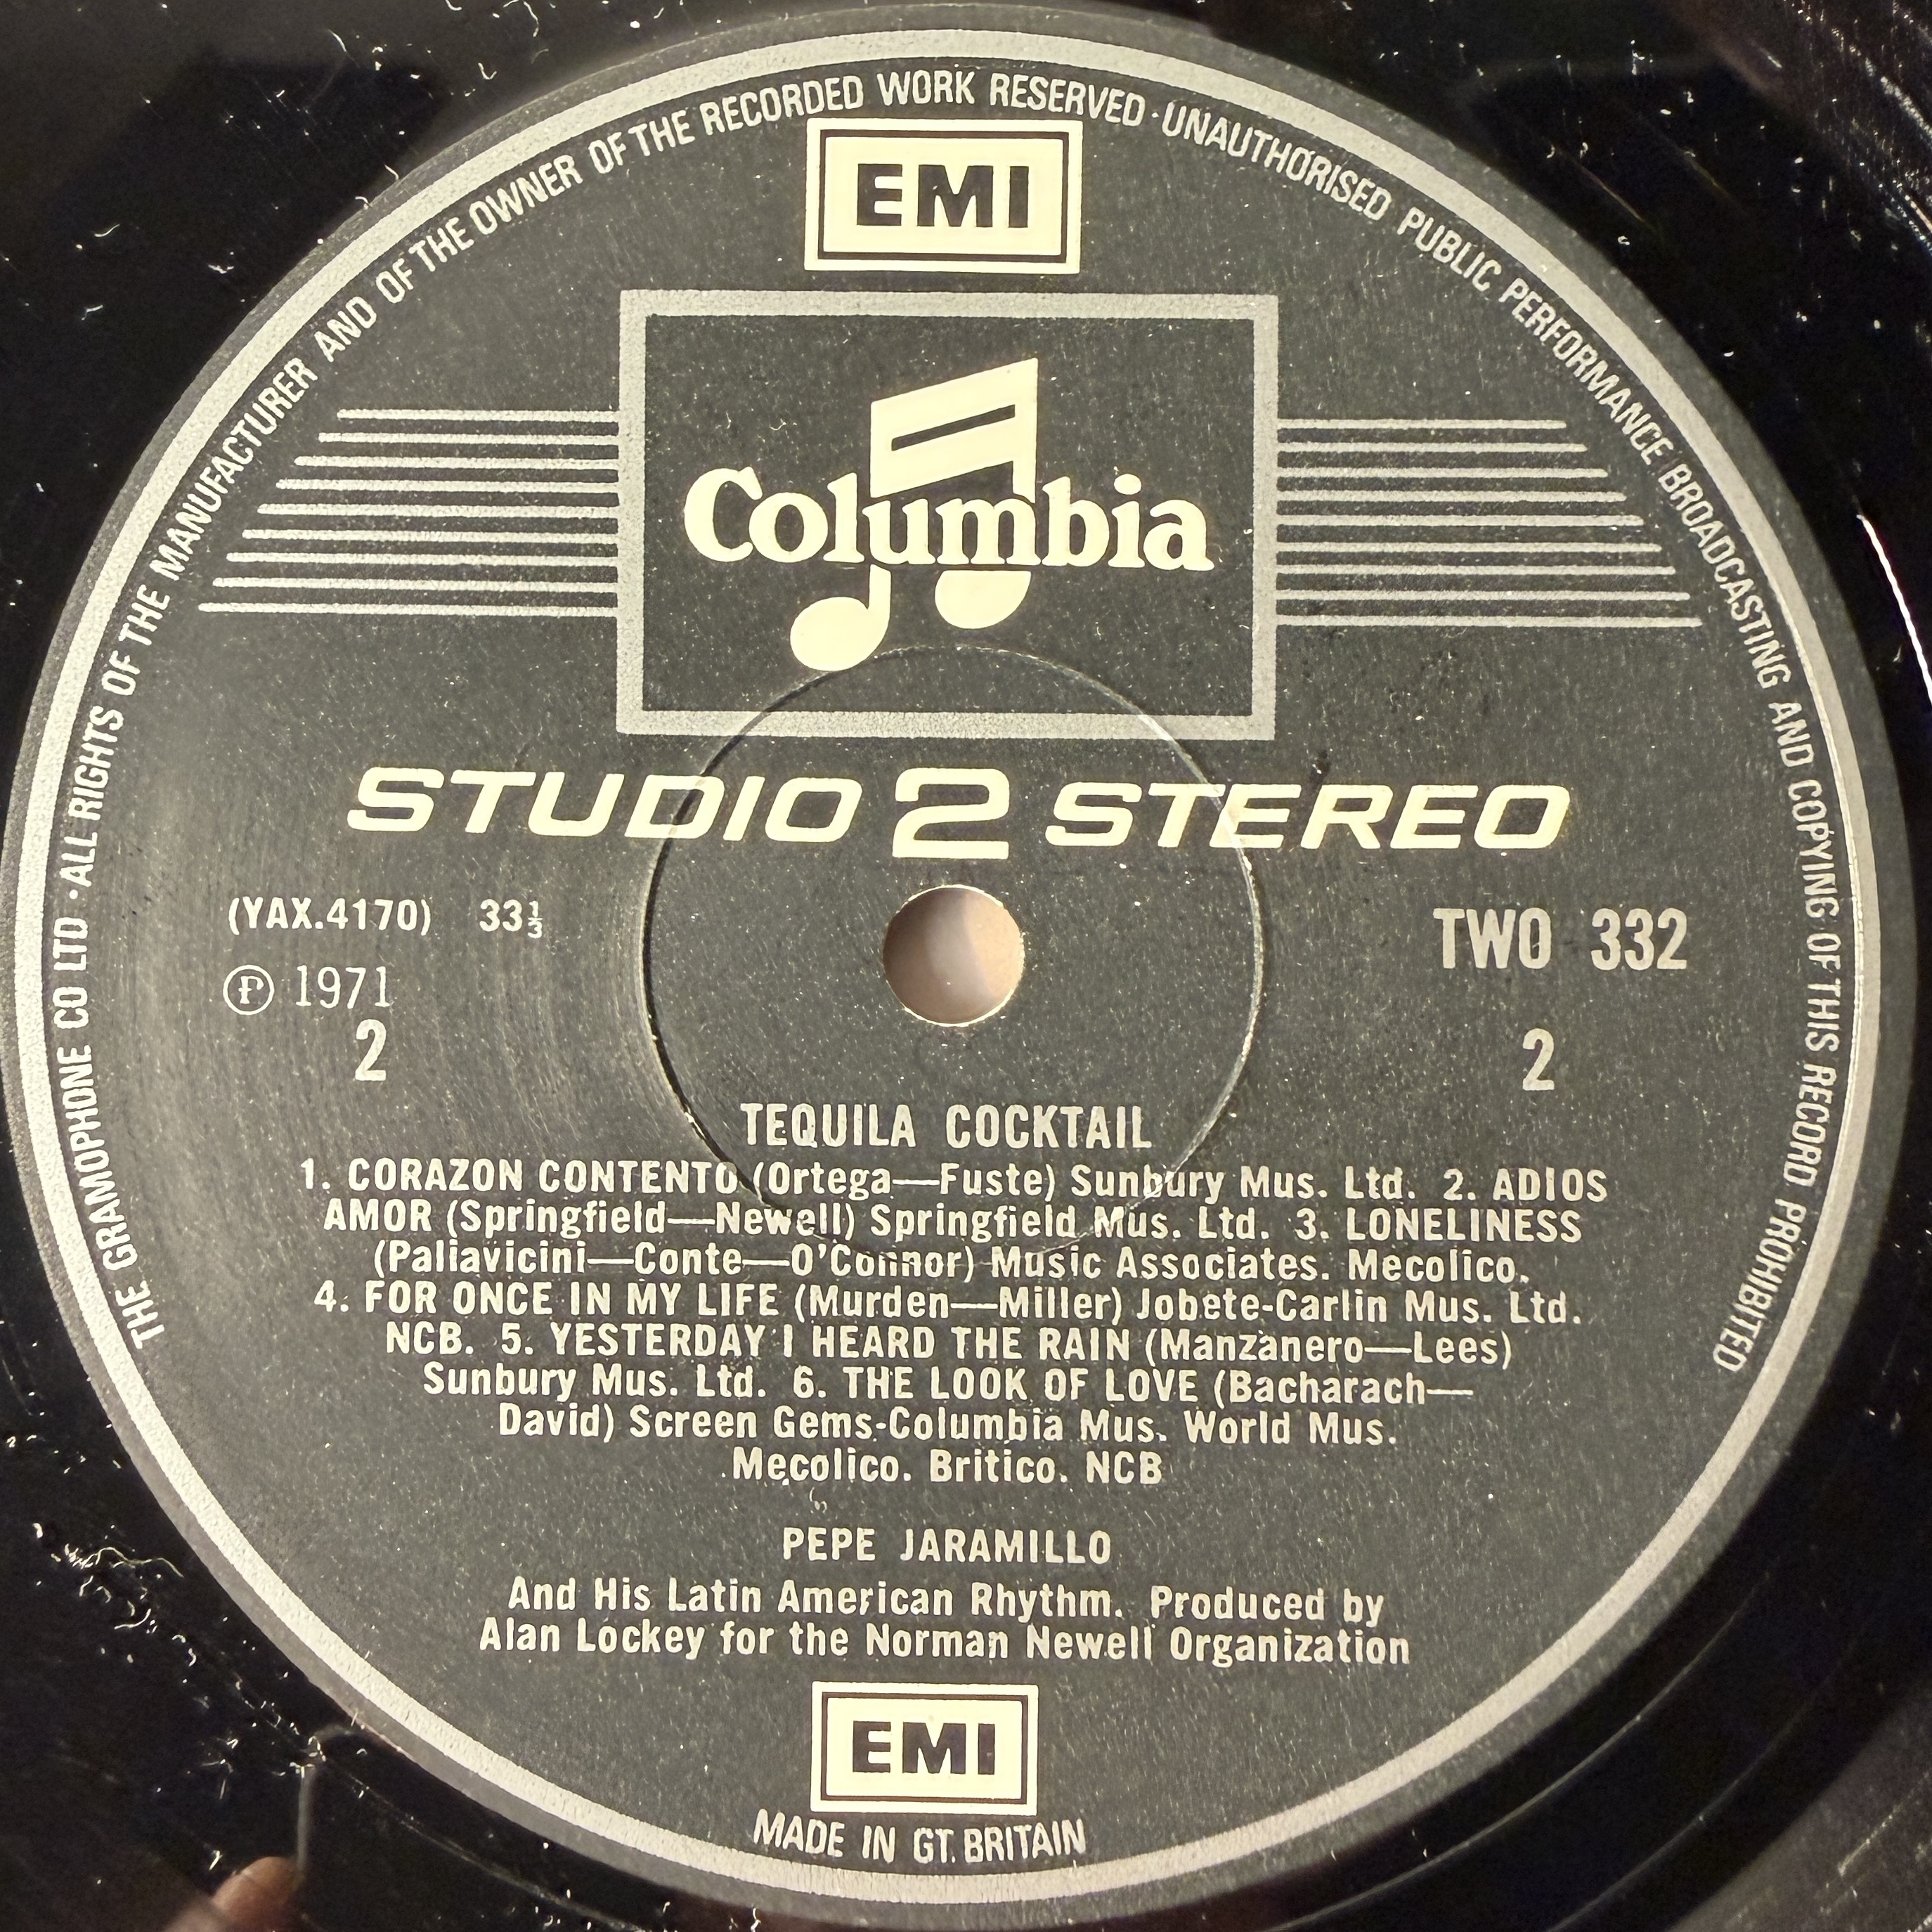 THE GRAMOPHONE CO LTD · ALL RIGHTS OF THE MANUFACTURER AND OF THE OWNER OF THE RECORDED WORK RESERVED · UNAUTHORISED PUBLIC PERFORMANCE BROADCASTING AND COPYING OF THIS RECORD PROHIBITED
EMI
Columbia
STUDIO 2 STEREO
(YAX.4170) 33⅓
TWO 332
Ⓟ 1971
2
2
TEQUILA COCKTAIL
1. CORAZON CONTENTO (Ortega—Fuste) Sunbury Mus. Ltd. 2. ADIOS
AMOR (Springfield—Newell) Springfield Mus. Ltd. 3. LONELINESS
(Pallavicini—Conte—O'Connor) Music Associates. Mecolico.
4. FOR ONCE IN MY LIFE (Murden—Miller) Jobete-Carlin Mus. Ltd.
NCB. 5. YESTERDAY I HEARD THE RAIN (Manzanero—Lees)
Sunbury Mus. Ltd. 6. THE LOOK OF LOVE (Bacharach—
David) Screen Gems-Columbia Mus. World Mus.
Mecolico. Britico. NCB
PEPE JARAMILLO
And His Latin American Rhythm. Produced by
Alan Lockey for the Norman Newell Organization
EMI
MADE IN GT. BRITAIN